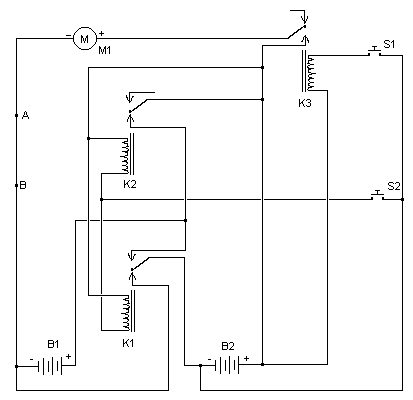 S1
- M +
M1
K3
A
K2
S2
B
B1
- +
K1
B2
- +